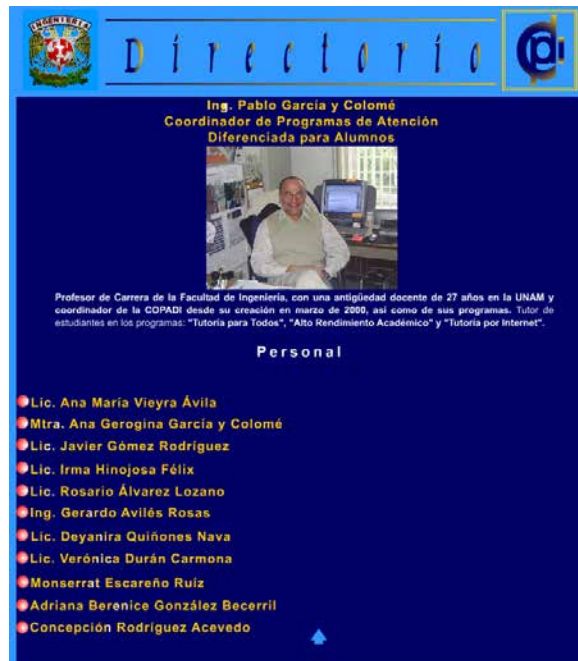 INGENIERIA
Directorio
Ing. Pablo García y Colomé
Coordinador de Programas de Atención
Diferenciada para Alumnos
Profesor de Carrera de la Facultad de Ingeniería, con una antigüedad docente de 27 años en la UNAM y
coordinador de la COPADI desde su creación en marzo de 2000, así como de sus programas. Tutor de
estudiantes en los programas: "Tutoría para Todos", "Alto Rendimiento Académico" y "Tutoría por Internet".
Personal
Lic. Ana María Vieyra Ávila
Mtra. Ana Gerogina García y Colomé
Lic. Javier Gómez Rodríguez
Lic. Irma Hinojosa Félix
Lic. Rosario Álvarez Lozano
Ing. Gerardo Avilés Rosas
Lic. Deyanira Quiñones Nava
Lic. Verónica Durán Carmona
Monserrat Escareño Ruíz
Adriana Berenice González Becerril
Concepción Rodríguez Acevedo